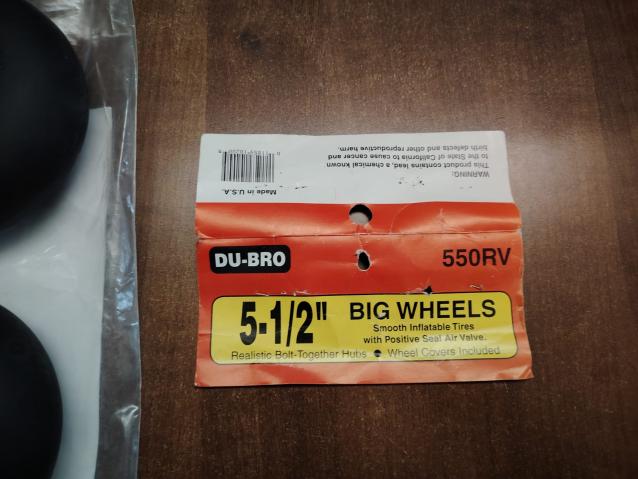 WARNING:
This product contains lead, a chemical known
to the State of California to cause cancer and
birth defects and other reproductive harm.
Made in U.S.A.
DU-BRO
550RV
5-1/2"
BIG WHEELS
Smooth Inflatable Tires
with Positive Seal Air Valve.
Realistic Bolt-Together Hubs ● Wheel Covers Included